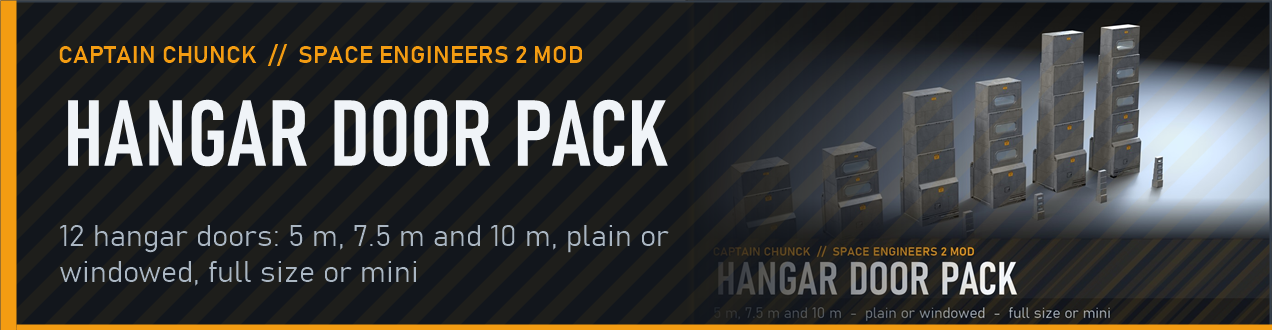 CAPTAIN CHUNCK // SPACE ENGINEERS 2 MOD
HANGAR DOOR PACK
12 hangar doors: 5 m, 7.5 m and 10 m, plain or
windowed, full size or mini
CAPTAIN CHUNCK // SPACE ENGINEERS 2 MOD
HANGAR DOOR PACK
5 m, 7.5 m and 10 m - plain or windowed - full size or mini